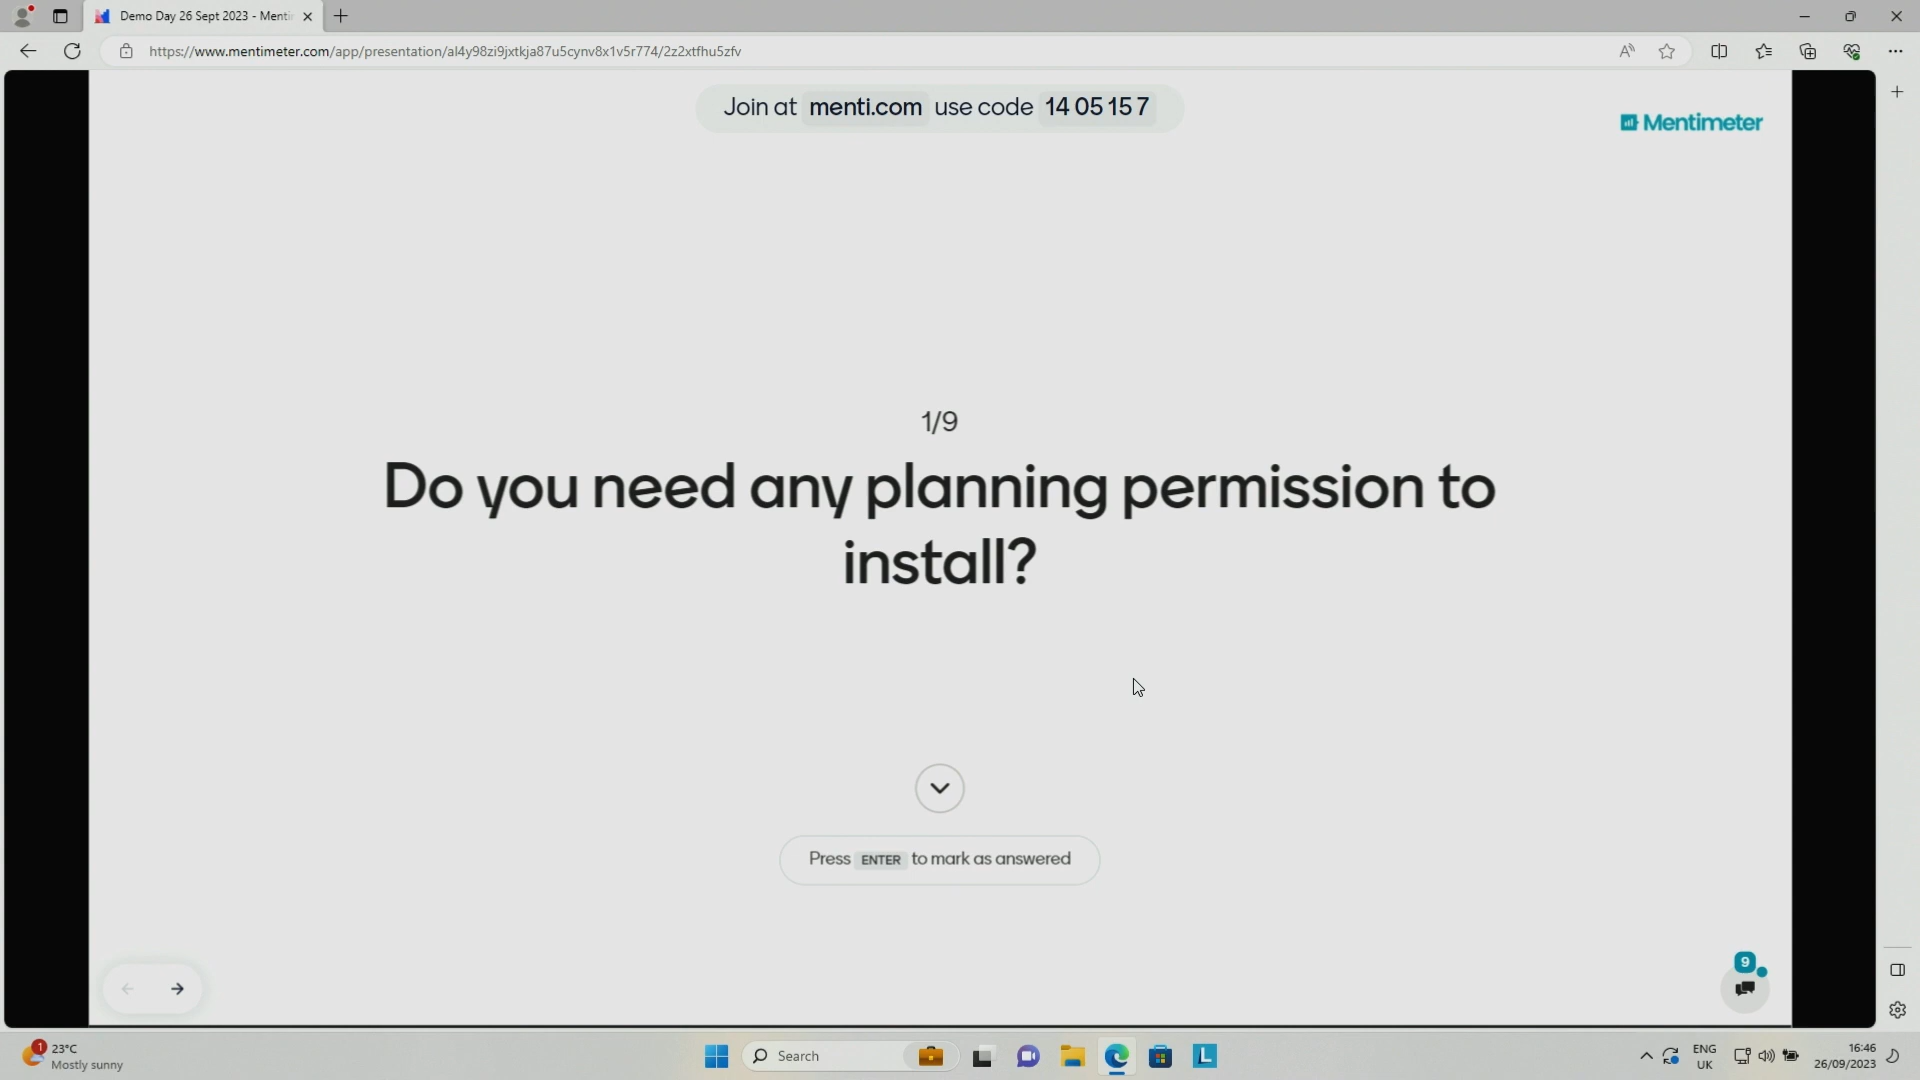 Demo Day 26 Sept 2023 - Menti
https://www.mentimeter.com/app/presentation/al4y98zi9jxtkja87u5cynv8x1v5r774/2z2xtfhu5zfv
Join at menti.com use code 14 05 15 7
Mentimeter
1/9
Do you need any planning permission to
install?
Press ENTER to mark as answered
9
1
23°C
Mostly sunny
Search
L
ENG
UK
16:46
26/09/2023